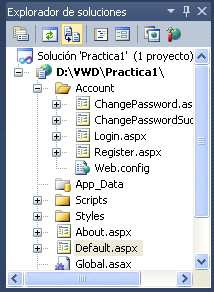 Explorador de soluciones
Solución 'Practica1' (1 proyecto)
D:\VWD\Practica1\
Account
ChangePassword.as
ChangePasswordSuc
Login.aspx
Register.aspx
Web.config
App_Data
Scripts
Styles
About.aspx
Default.aspx
Global.asax